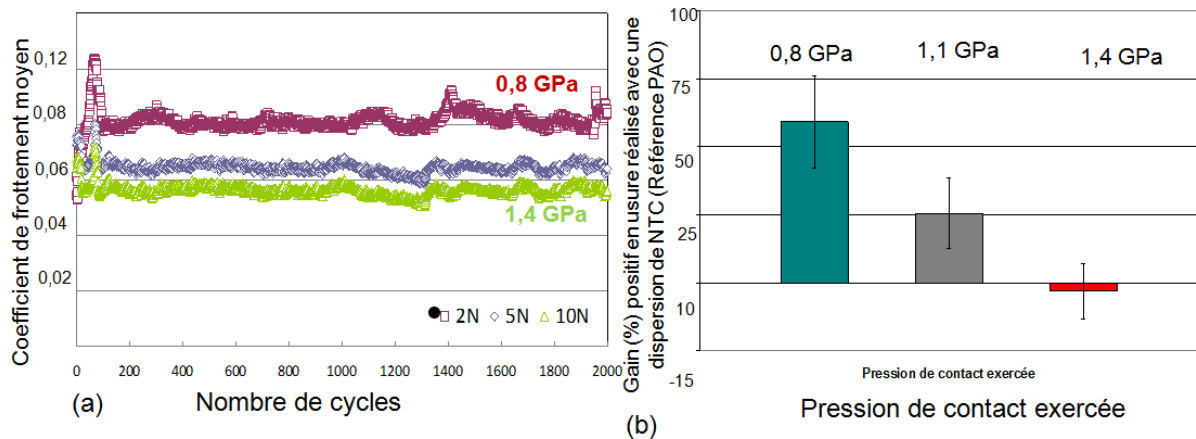 Coefficient de frottement moyen
0,12
0,08
0,06
0,04
0,02
0,8 GPa
1,4 GPa
2N 5N 10N
0 200 400 600 800 1000 1200 1400 1600 1800 2000
(a) Nombre de cycles
Gain (%) positif en usure réalisé avec une
dispersion de NTC (Référence PAO)
100
75
50
25
10
-15
0,8 GPa 1,1 GPa 1,4 GPa
Pression de contact exercée
(b) Pression de contact exercée